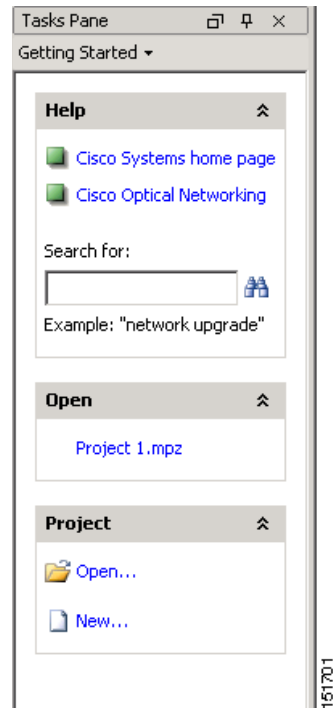 Tasks Pane
Getting Started
Help
Cisco Systems home page
Cisco Optical Networking
Search for:
Example: "network upgrade"
Open
Project 1.mpz
Project
Open...
New...
151701